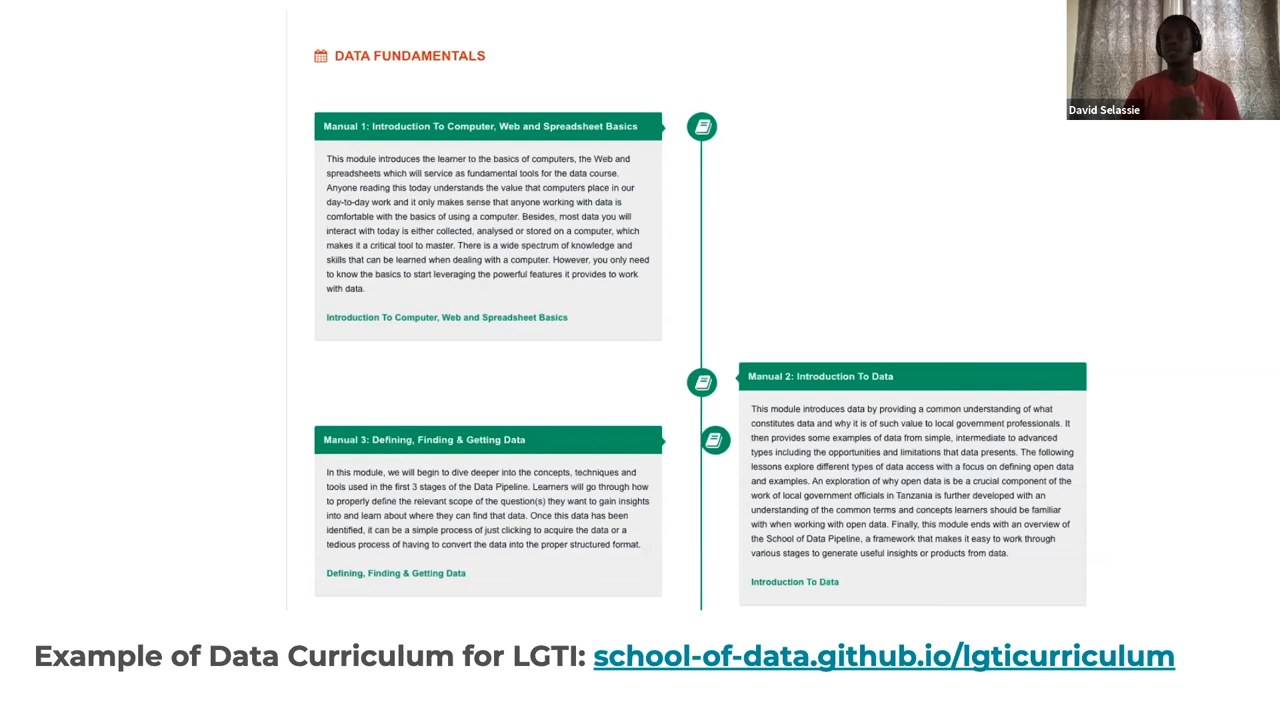 DATA FUNDAMENTALS
David Selassie
Manual 1: Introduction To Computer, Web and Spreadsheet Basics
This module introduces the learner to the basics of computers, the Web and
spreadsheets which will service as fundamental tools for the data course.
Anyone reading this today understands the value that computers place in our
day-to-day work and it only makes sense that anyone working with data is
comfortable with the basics of using a computer. Besides, most data you will
interact with today is either collected, analysed or stored on a computer, which
makes it a critical tool to master. There is a wide spectrum of knowledge and
skills that can be learned when dealing with a computer. However, you only need
to know the basics to start leveraging the powerful features it provides to work
with data.
Introduction To Computer, Web and Spreadsheet Basics
Manual 2: Introduction To Data
This module introduces data by providing a common understanding of what
constitutes data and why it is of such value to local government professionals. It
then provides some examples of data from simple, intermediate to advanced
types including the opportunities and limitations that data presents. The following
lessons explore different types of data access with a focus on defining open data
and examples. An exploration of why open data is be a crucial component of the
work of local government officials in Tanzania is further developed with an
understanding of the common terms and concepts learners should be familiar
with when working with open data. Finally, this module ends with an overview of
the School of Data Pipeline, a framework that makes it easy to work through
various stages to generate useful insights or products from data.
Introduction To Data
Manual 3: Defining, Finding & Getting Data
In this module, we will begin to dive deeper into the concepts, techniques and
tools used in the first 3 stages of the Data Pipeline. Learners will go through how
to properly define the relevant scope of the question(s) they want to gain insights
into and learn about where they can find that data. Once this data has been
identified, it can be a simple process of just clicking to acquire the data or a
tedious process of having to convert the data into the proper structured format.
Defining, Finding & Getting Data
Example of Data Curriculum for LGTI: school-of-data.github.io/lgticurriculum